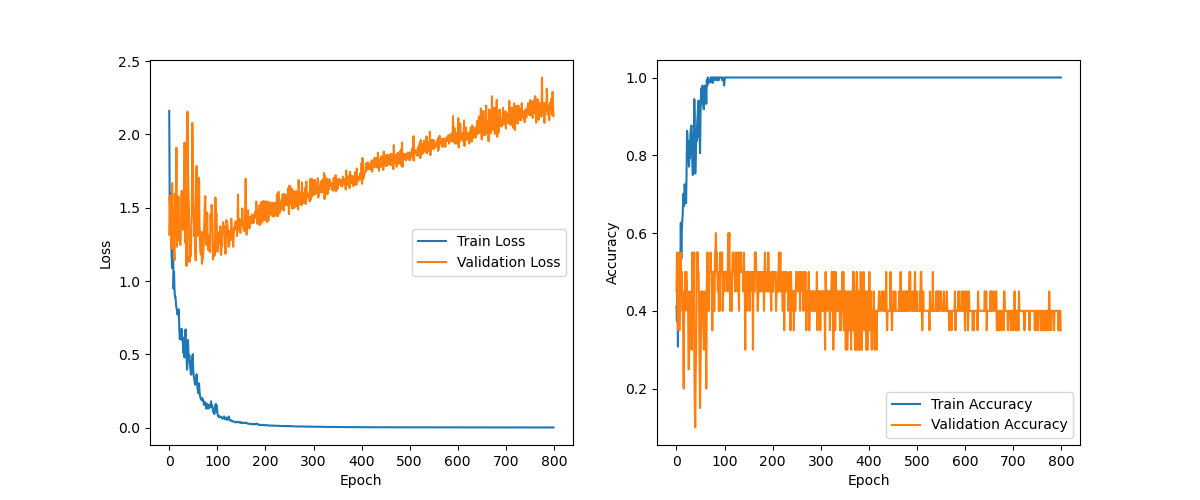 2.5
2.0
1.5
1.0
0.5
0.0
Loss
Train Loss
Validation Loss
0 100 200 300 400 500 600 700 800
Epoch
1.0
0.8
0.6
0.4
0.2
Accuracy
Train Accuracy
Validation Accuracy
0 100 200 300 400 500 600 700 800
Epoch